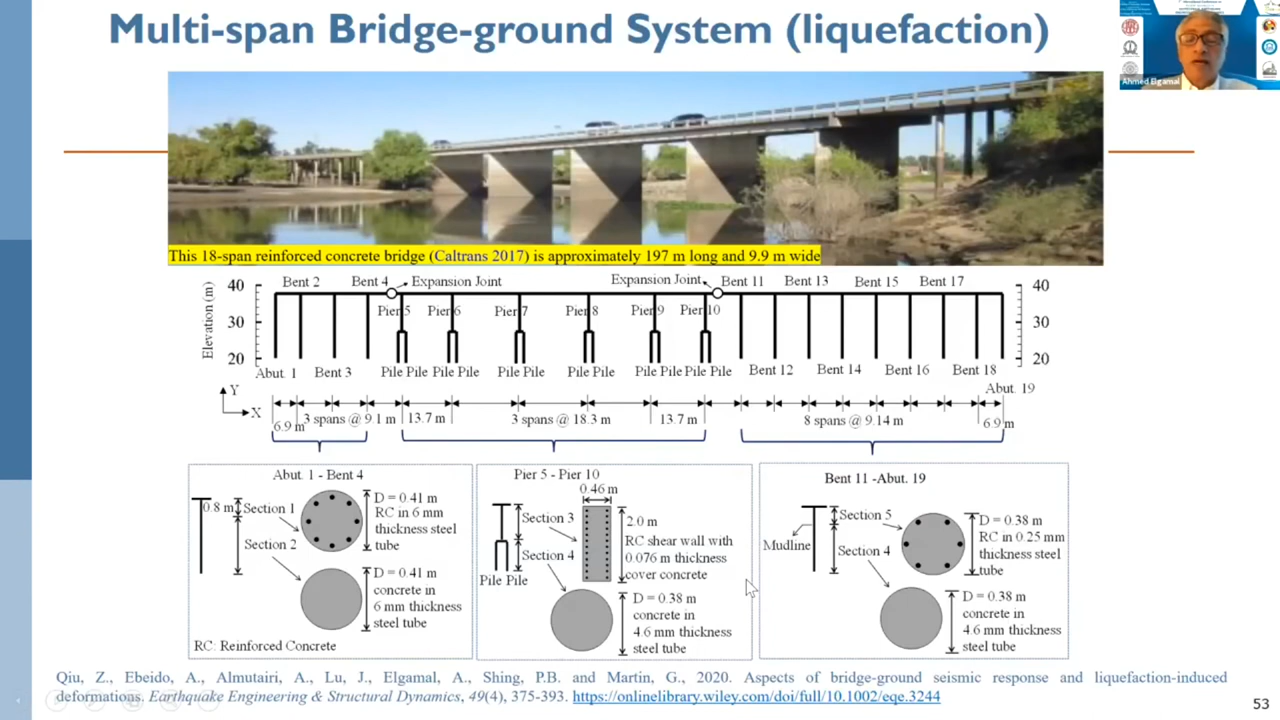 Multi-span Bridge-ground System (liquefaction)
Ahmed Elgamal
This 18-span reinforced concrete bridge (Caltrans 2017) is approximately 197 m long and 9.9 m wide
Elevation (m)
40
30
20
Bent 2
Bent 4
Expansion Joint
Expansion Joint
Bent 11
Bent 13
Bent 15
Bent 17
40
30
20
Pier 5
Pier 6
Pier 7
Pier 8
Pier 9
Pier 10
Abut. 1
Bent 3
Pile Pile Pile Pile
Pile Pile
Pile Pile
Pile Pile Pile Pile
Bent 12
Bent 14
Bent 16
Bent 18
Abut. 19
Y
X
6.9 m
3 spans @ 9.1 m
13.7 m
3 spans @ 18.3 m
13.7 m
8 spans @ 9.14 m
6.9 m
Abut. 1 - Bent 4
0.8 m
Section 1
Section 2
D = 0.41 m
RC in 6 mm
thickness steel
tube
D = 0.41 m
concrete in
6 mm thickness
steel tube
RC: Reinforced Concrete
Pier 5 - Pier 10
0.46 m
Section 3
Section 4
Pile Pile
2.0 m
RC shear wall with
0.076 m thickness
cover concrete
D = 0.38 m
concrete in
4.6 mm thickness
steel tube
Bent 11 -Abut. 19
Mudline
Section 5
Section 4
D = 0.38 m
RC in 0.25 mm
thickness steel
tube
D = 0.38 m
concrete in
4.6 mm thickness
steel tube
Qiu, Z., Ebeido, A., Almutairi, A., Lu, J., Elgamal, A., Shing, P.B. and Martin, G., 2020. Aspects of bridge-ground seismic response and liquefaction-induced
deformations. Earthquake Engineering & Structural Dynamics, 49(4), 375-393. https://onlinelibrary.wiley.com/doi/full/10.1002/eqe.3244
53